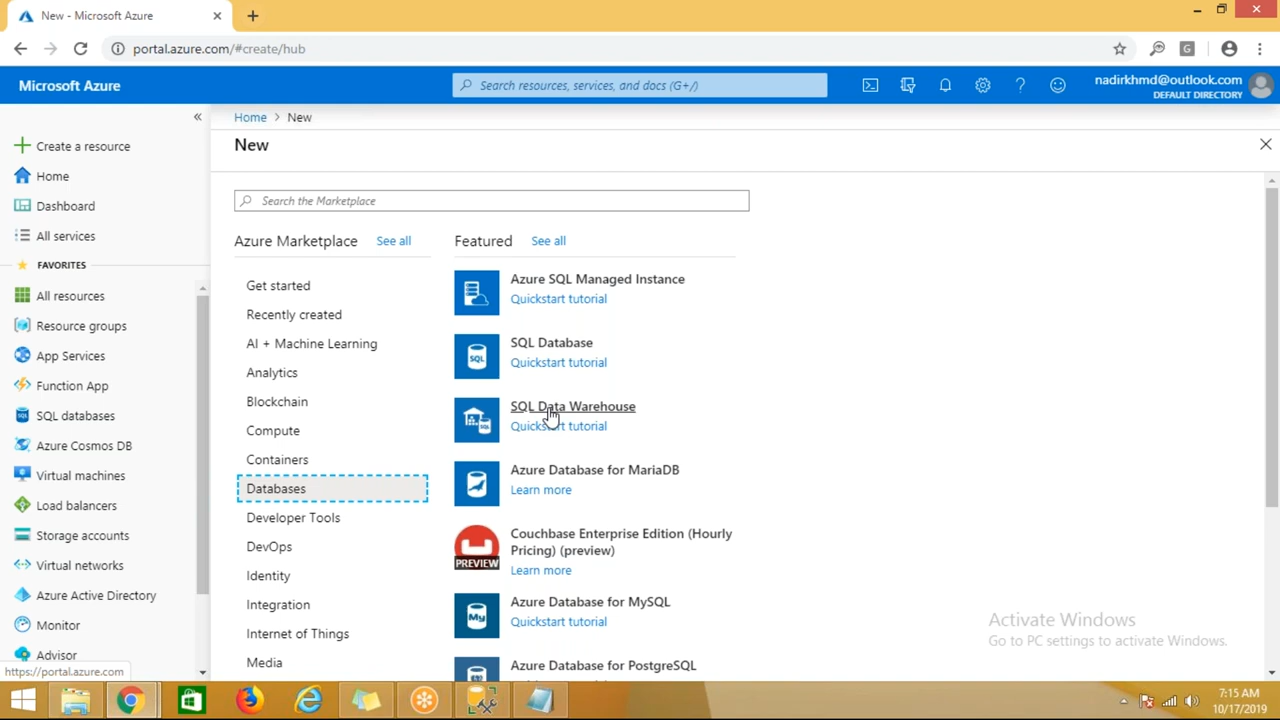 New - Microsoft Azure
portal.azure.com/#create/hub
G
Microsoft Azure
Search resources, services, and docs (G+/)
nadirkhmd@outlook.com
DEFAULT DIRECTORY
Create a resource
Home
Dashboard
All services
FAVORITES
All resources
Resource groups
App Services
Function App
SQL databases
Azure Cosmos DB
Virtual machines
Load balancers
Storage accounts
Virtual networks
Azure Active Directory
Monitor
Advisor
https://portal.azure.com
Home > New
New
Search the Marketplace
Azure Marketplace See all
Get started
Recently created
AI + Machine Learning
Analytics
Blockchain
Compute
Containers
Databases
Developer Tools
DevOps
Identity
Integration
Internet of Things
Media
Featured See all
Azure SQL Managed Instance
Quickstart tutorial
SQL
SQL Database
Quickstart tutorial
SQL Data Warehouse
Quickstart tutorial
Azure Database for MariaDB
Learn more
PREVIEW
Couchbase Enterprise Edition (Hourly
Pricing) (preview)
Learn more
My
Azure Database for MySQL
Quickstart tutorial
Azure Database for PostgreSQL
Activate Windows
Go to PC settings to activate Windows.
7:15 AM
10/17/2019